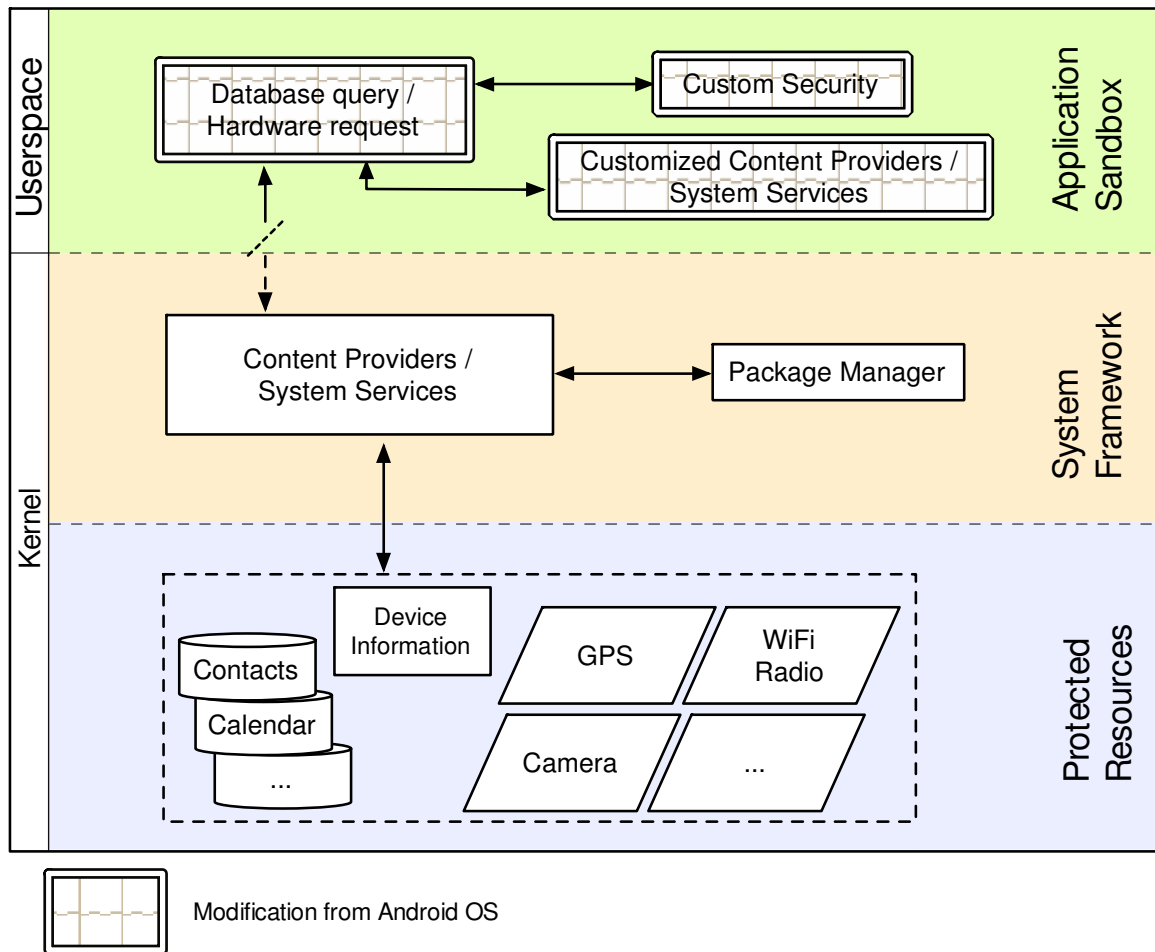 Userspace
Database query /
Hardware request
Custom Security
Customized Content Providers /
System Services
Application
Sandbox
Kernel
Content Providers /
System Services
Package Manager
System
Framework
Device
Information
Contacts
Calendar
...
GPS
WiFi
Radio
Camera
...
Protected
Resources
Modification from Android OS